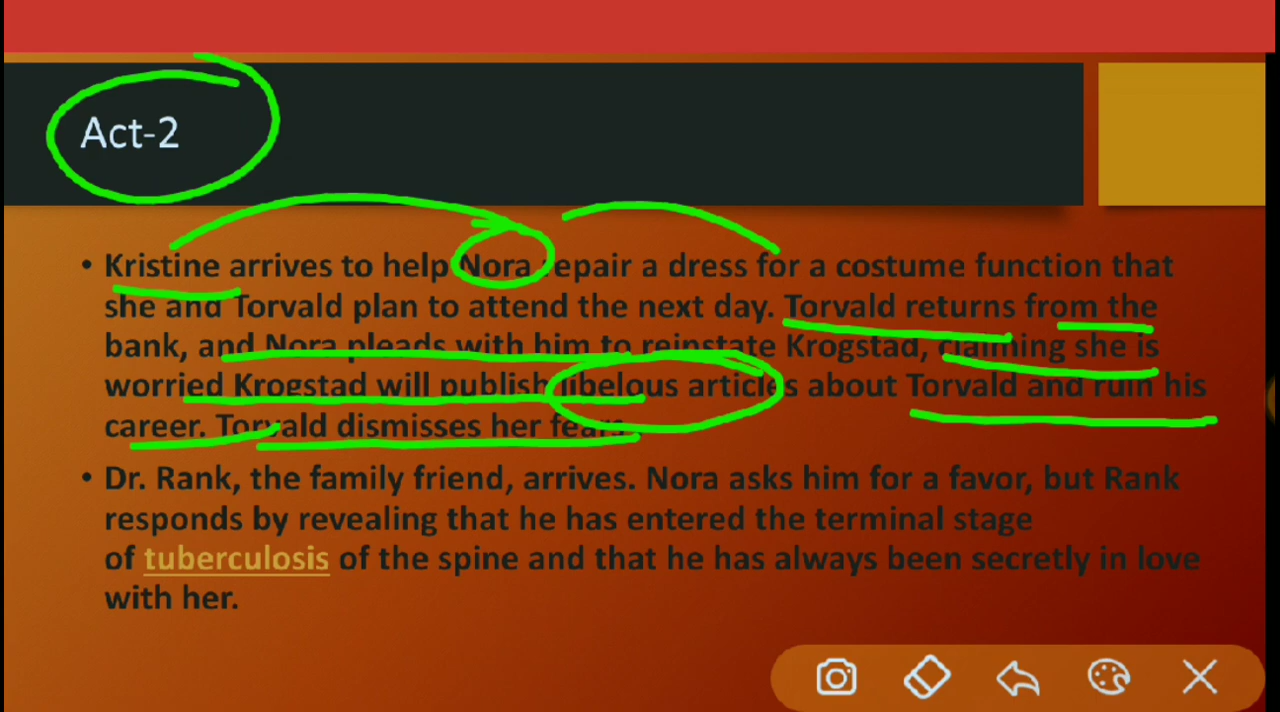 Act-2
• Kristine arrives to help Nora repair a dress for a costume function that
she and Torvald plan to attend the next day. Torvald returns from the
bank, and Nora pleads with him to reinstate Krogstad, claiming she is
worried Krogstad will publish libelous articles about Torvald and ruin his
career. Torvald dismisses her fears.
• Dr. Rank, the family friend, arrives. Nora asks him for a favor, but Rank
responds by revealing that he has entered the terminal stage
of tuberculosis of the spine and that he has always been secretly in love
with her.